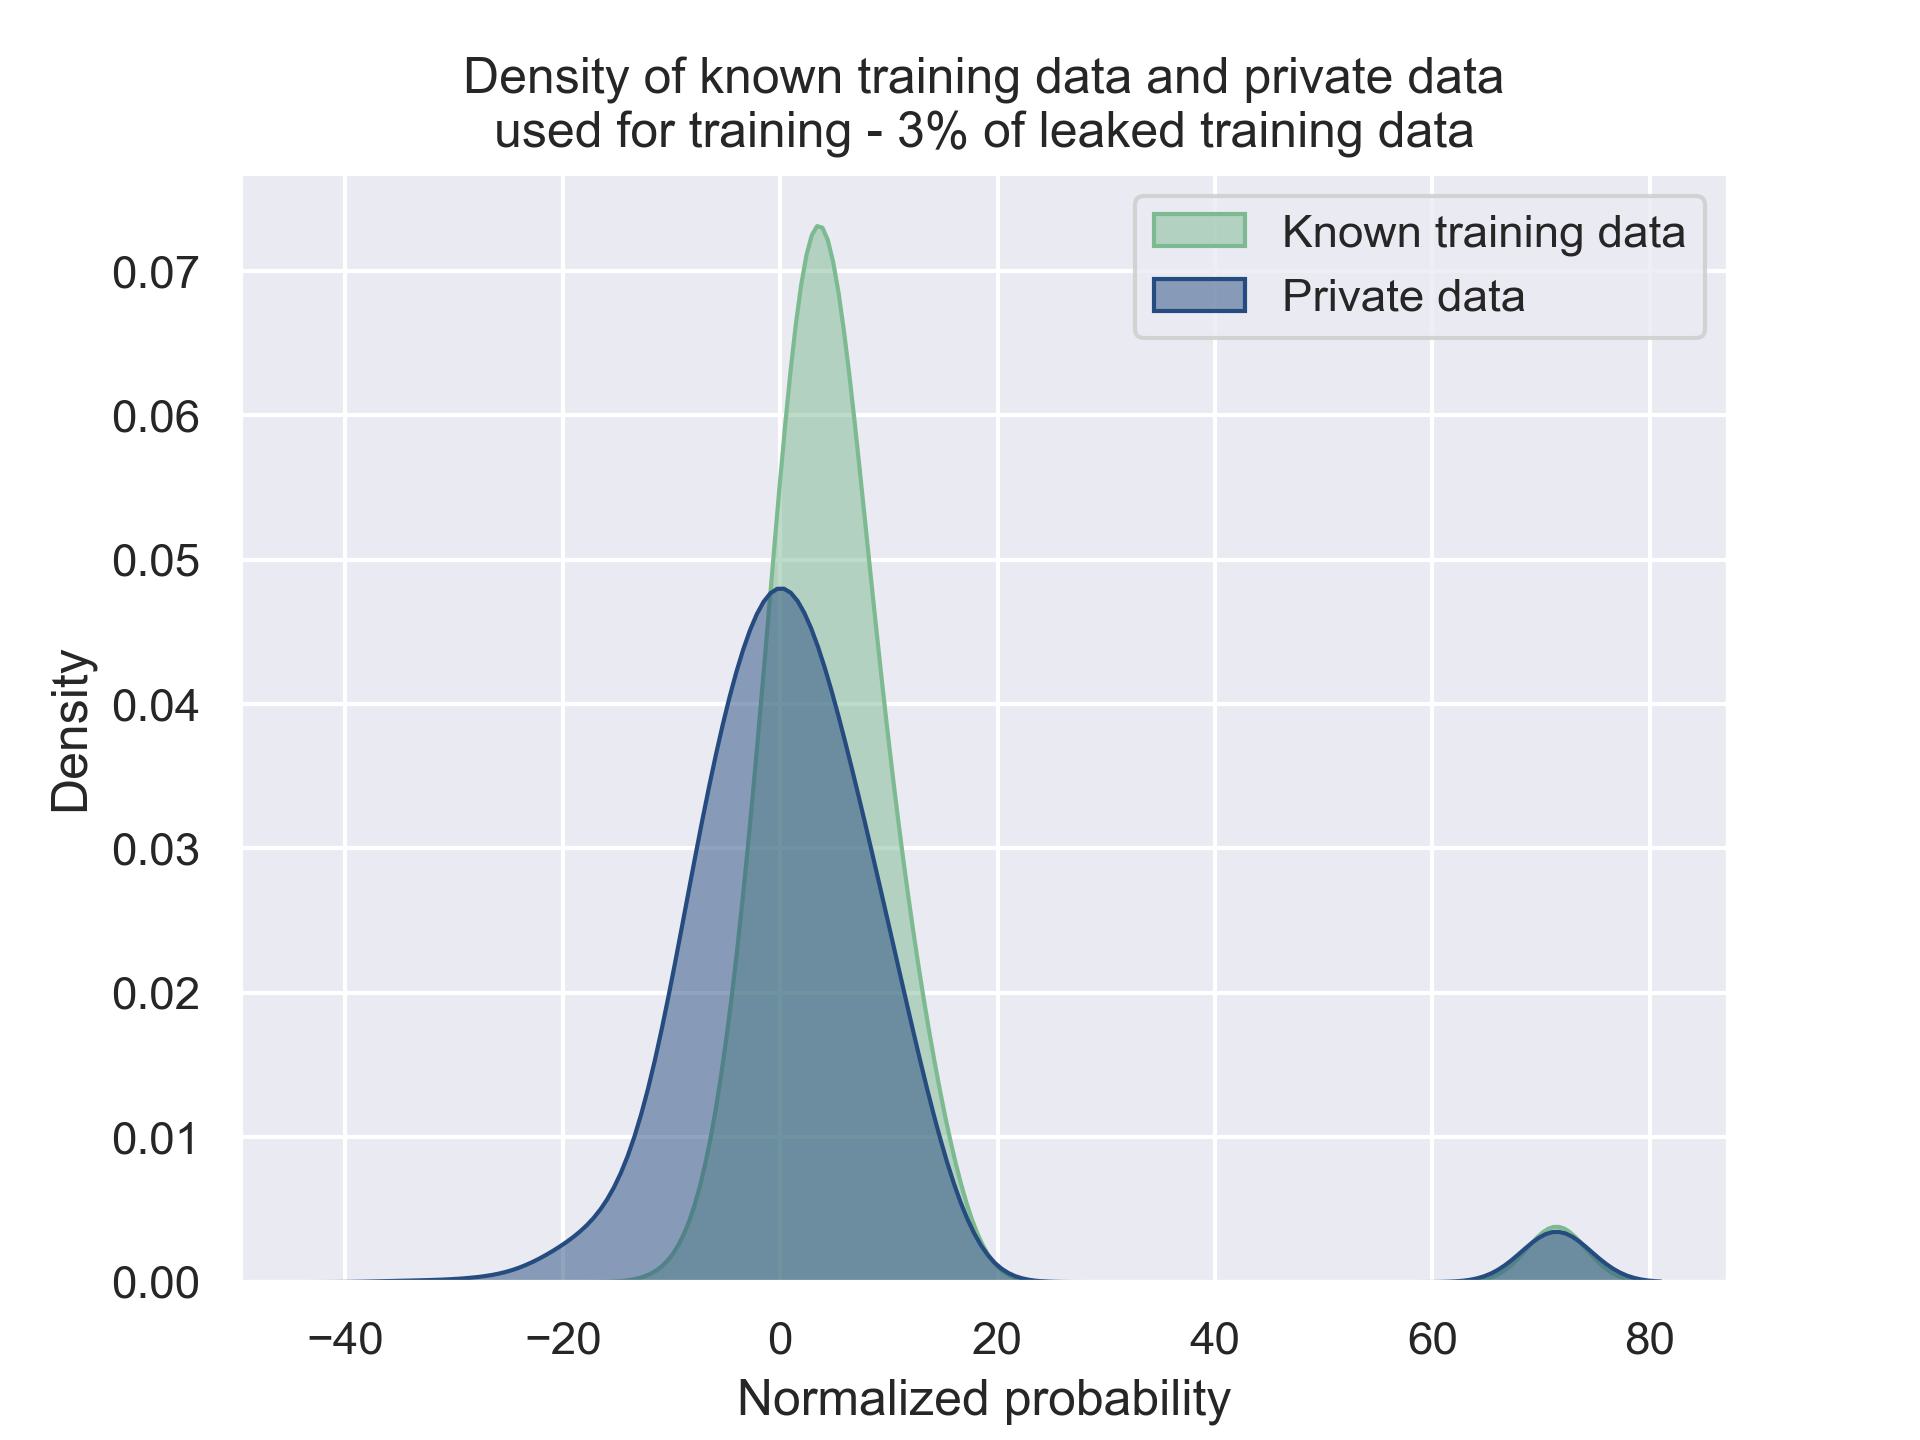 Density of known training data and private data
used for training - 3% of leaked training data
Known training data
Private data
0.07
0.06
0.05
0.04
0.03
0.02
0.01
0.00
Density
−40 −20 0 20 40 60 80
Normalized probability